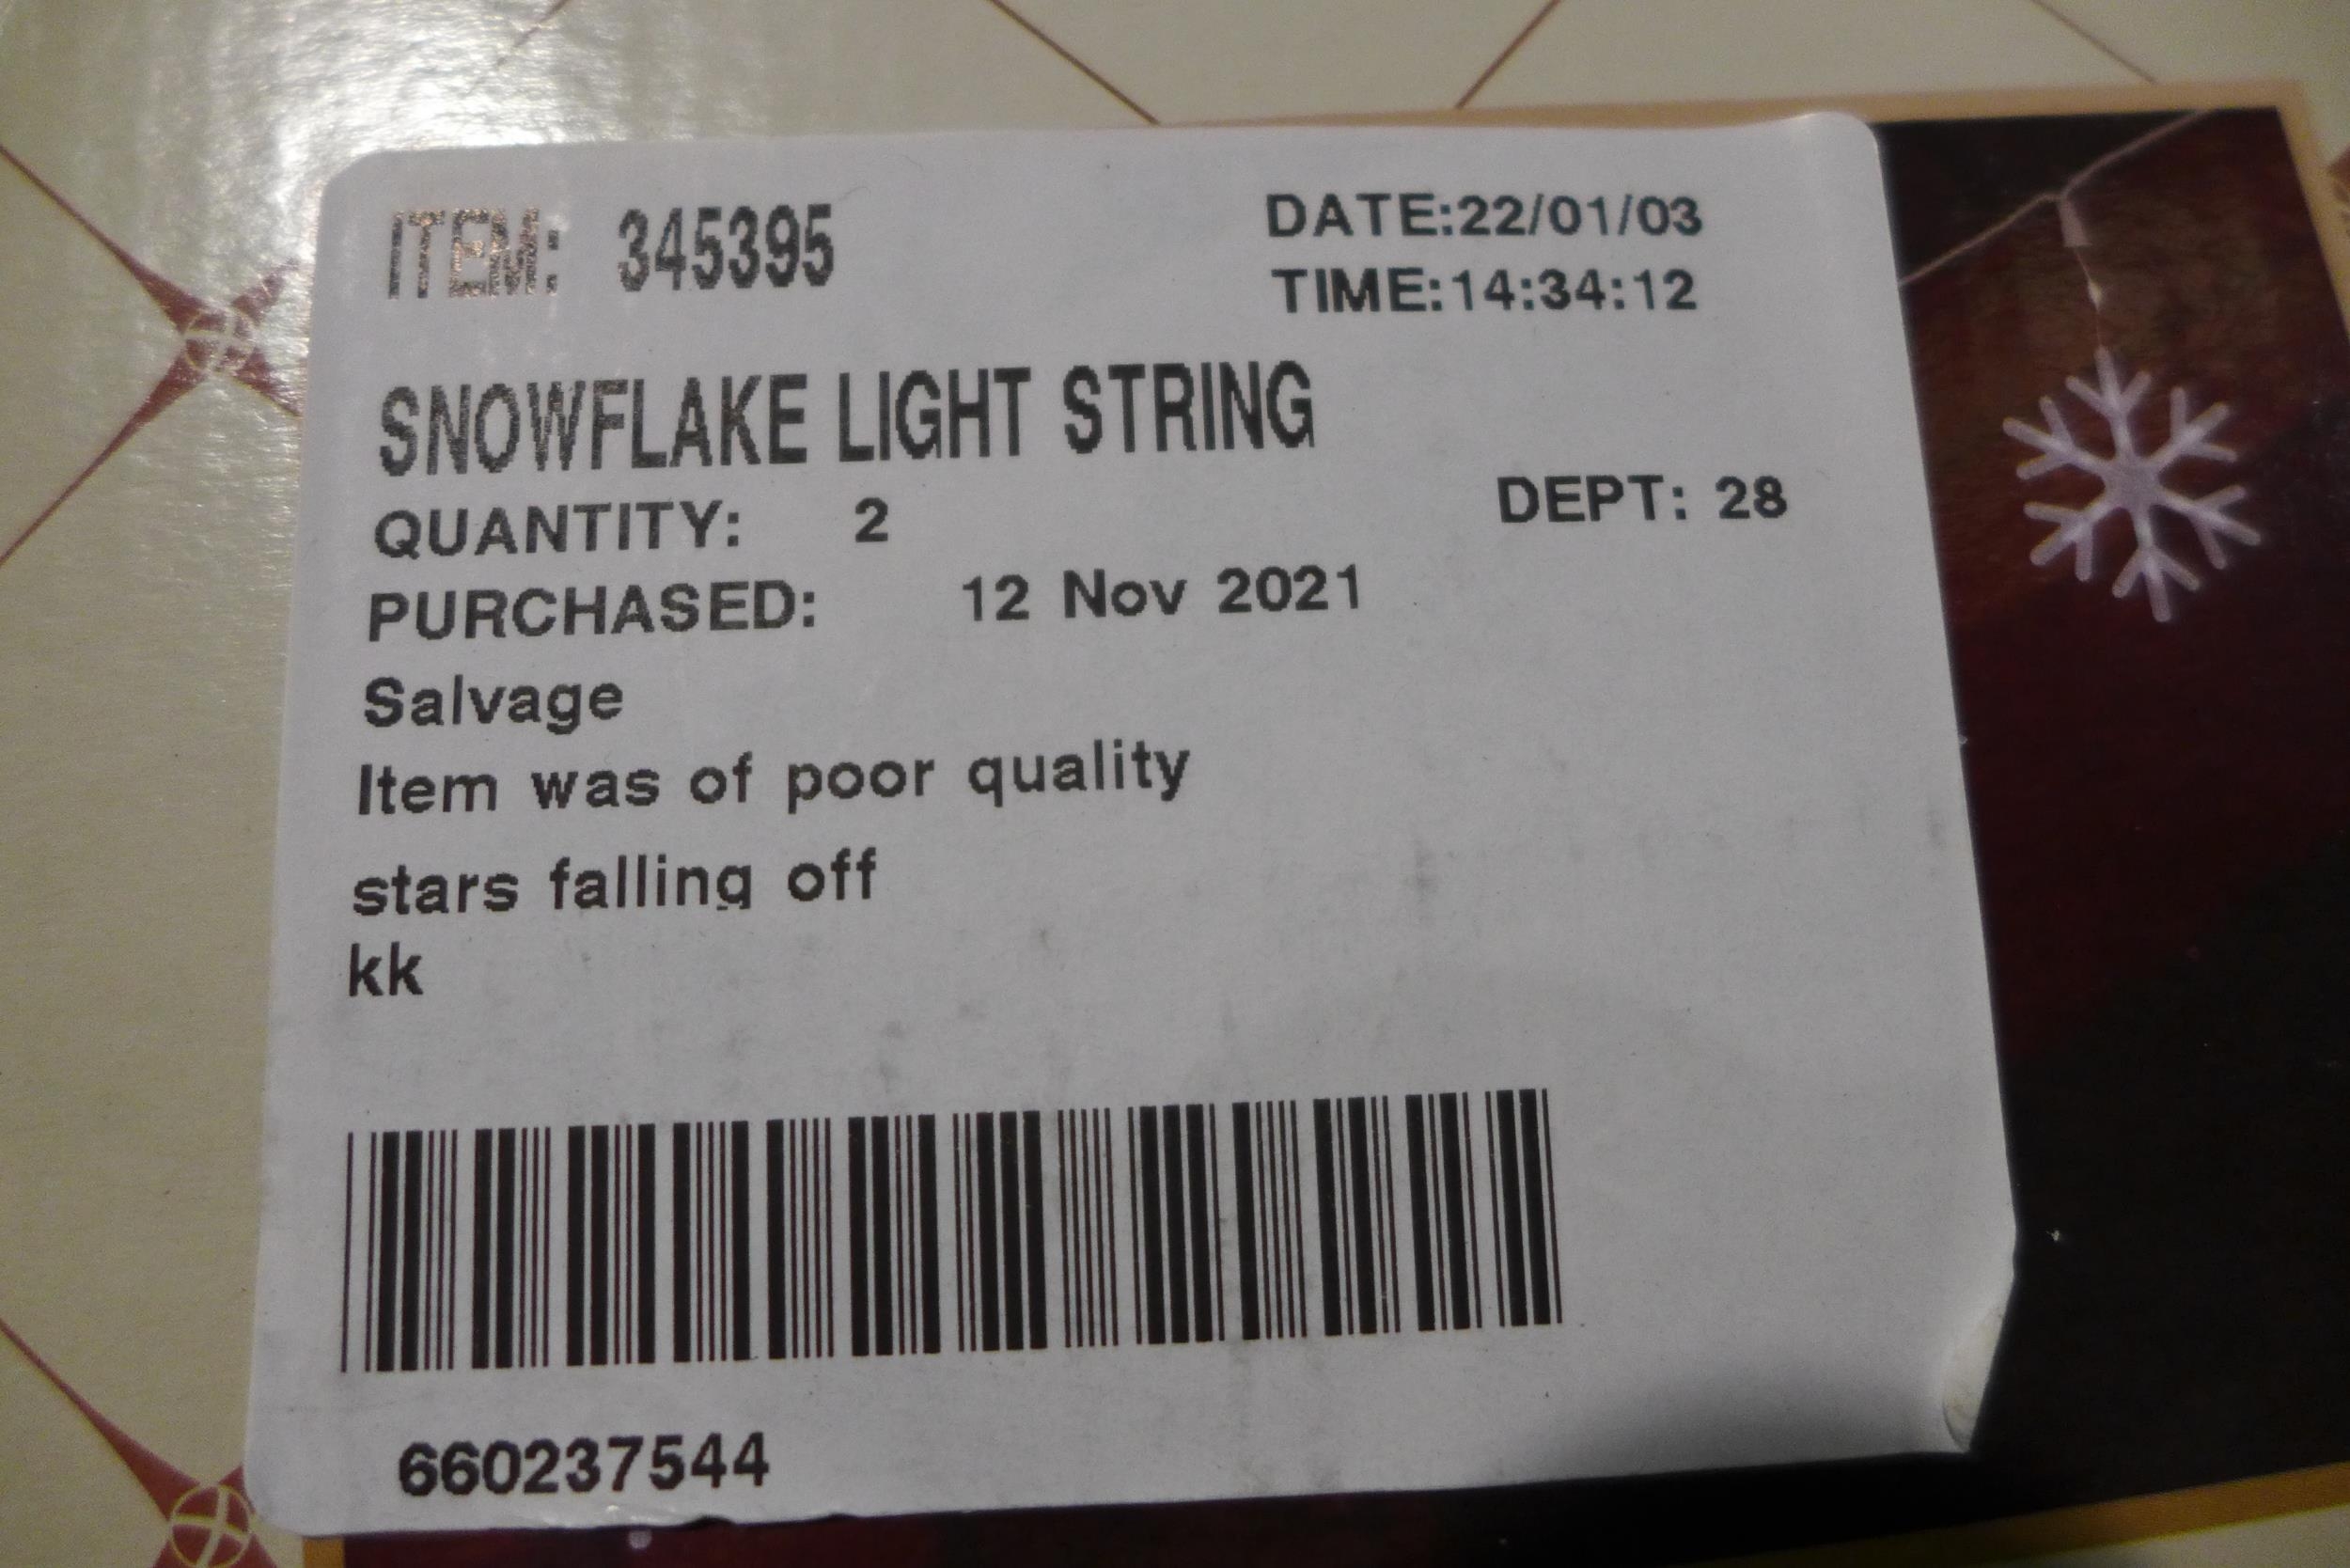 ITEM: 345395
DATE:22/01/03
TIME:14:34:12
SNOWFLAKE LIGHT STRING
QUANTITY: 2
DEPT: 28
PURCHASED: 12 Nov 2021
Salvage
Item was of poor quality
stars falling off
kk
660237544